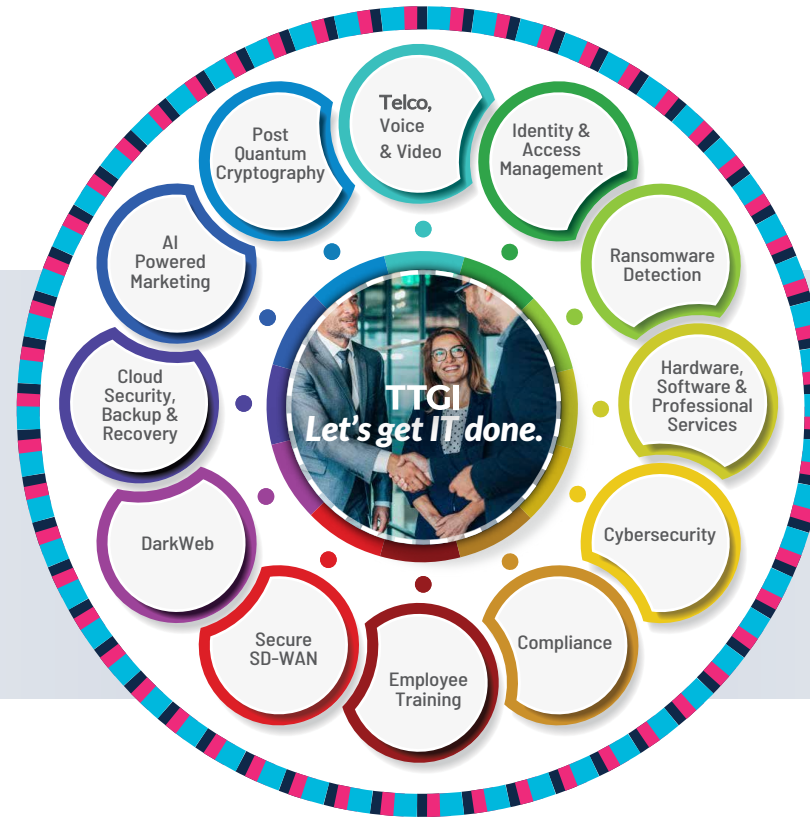 Telco,
Voice
& Video
Identity &
Access
Management
Ransomware
Detection
Hardware,
Software &
Professional
Services
Cybersecurity
Compliance
Employee
Training
Secure
SD-WAN
DarkWeb
Cloud
Security,
Backup &
Recovery
AI
Powered
Marketing
Post
Quantum
Cryptography
TTGI
Let's get IT done.